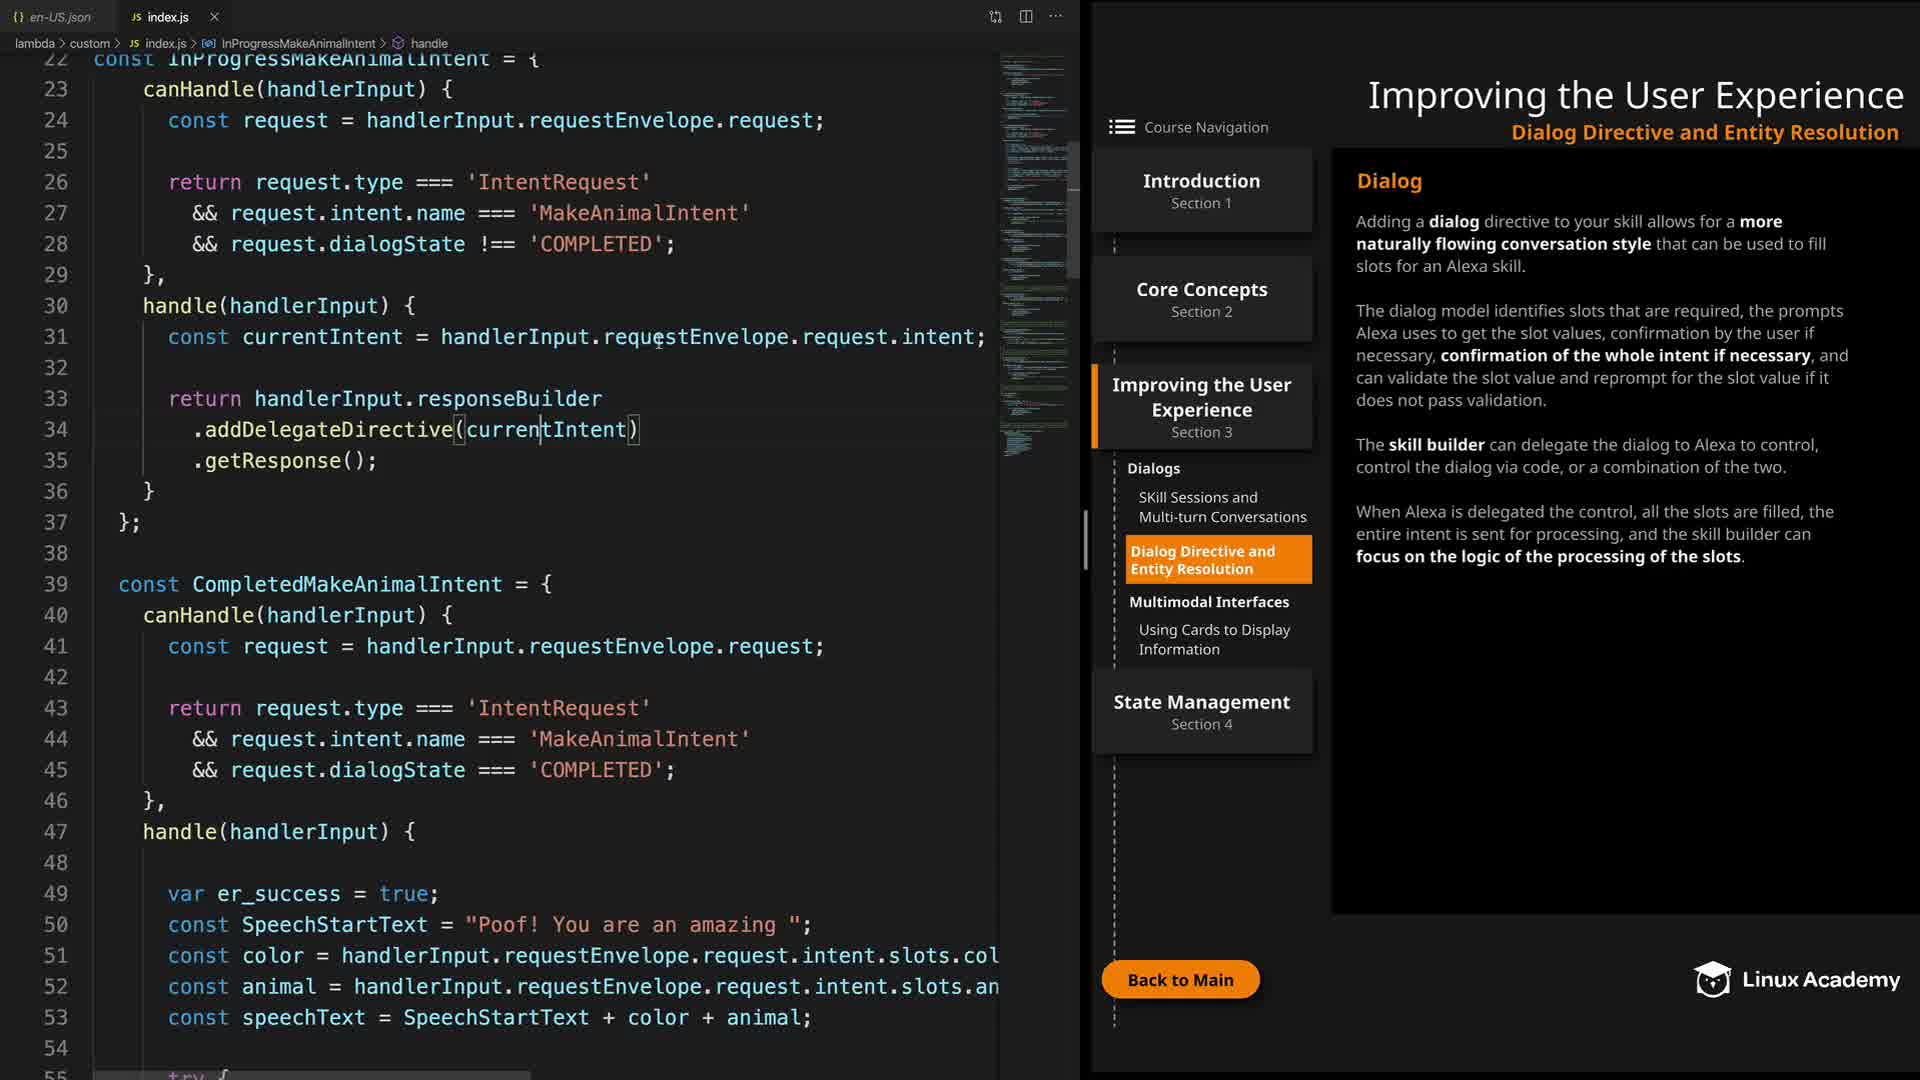 { } en-US.json
JS index.js
lambda > custom > JS index.js > InProgressMakeAnimalIntent > handle
22 const InProgressMakeAnimalIntent = {
23 canHandle(handlerInput) {
24 const request = handlerInput.requestEnvelope.request;
25
26 return request.type === 'IntentRequest'
27 && request.intent.name === 'MakeAnimalIntent'
28 && request.dialogState !== 'COMPLETED';
29 },
30 handle(handlerInput) {
31 const currentIntent = handlerInput.requestEnvelope.request.intent;
32
33 return handlerInput.responseBuilder
34 .addDelegateDirective(currentIntent)
35 .getResponse();
36 }
37 };
38
39 const CompletedMakeAnimalIntent = {
40 canHandle(handlerInput) {
41 const request = handlerInput.requestEnvelope.request;
42
43 return request.type === 'IntentRequest'
44 && request.intent.name === 'MakeAnimalIntent'
45 && request.dialogState === 'COMPLETED';
46 },
47 handle(handlerInput) {
48
49 var er_success = true;
50 const SpeechStartText = "Poof! You are an amazing ";
51 const color = handlerInput.requestEnvelope.request.intent.slots.col
52 const animal = handlerInput.requestEnvelope.request.intent.slots.an
53 const speechText = SpeechStartText + color + animal;
54
55 try {
Improving the User Experience
Dialog Directive and Entity Resolution
Course Navigation
Introduction
Section 1
Core Concepts
Section 2
Improving the User
Experience
Section 3
Dialogs
SKill Sessions and
Multi-turn Conversations
Dialog Directive and
Entity Resolution
Multimodal Interfaces
Using Cards to Display
Information
State Management
Section 4
Back to Main
Dialog
Adding a dialog directive to your skill allows for a more
naturally flowing conversation style that can be used to fill
slots for an Alexa skill.
The dialog model identifies slots that are required, the prompts
Alexa uses to get the slot values, confirmation by the user if
necessary, confirmation of the whole intent if necessary, and
can validate the slot value and reprompt for the slot value if it
does not pass validation.
The skill builder can delegate the dialog to Alexa to control,
control the dialog via code, or a combination of the two.
When Alexa is delegated the control, all the slots are filled, the
entire intent is sent for processing, and the skill builder can
focus on the logic of the processing of the slots.
Linux Academy